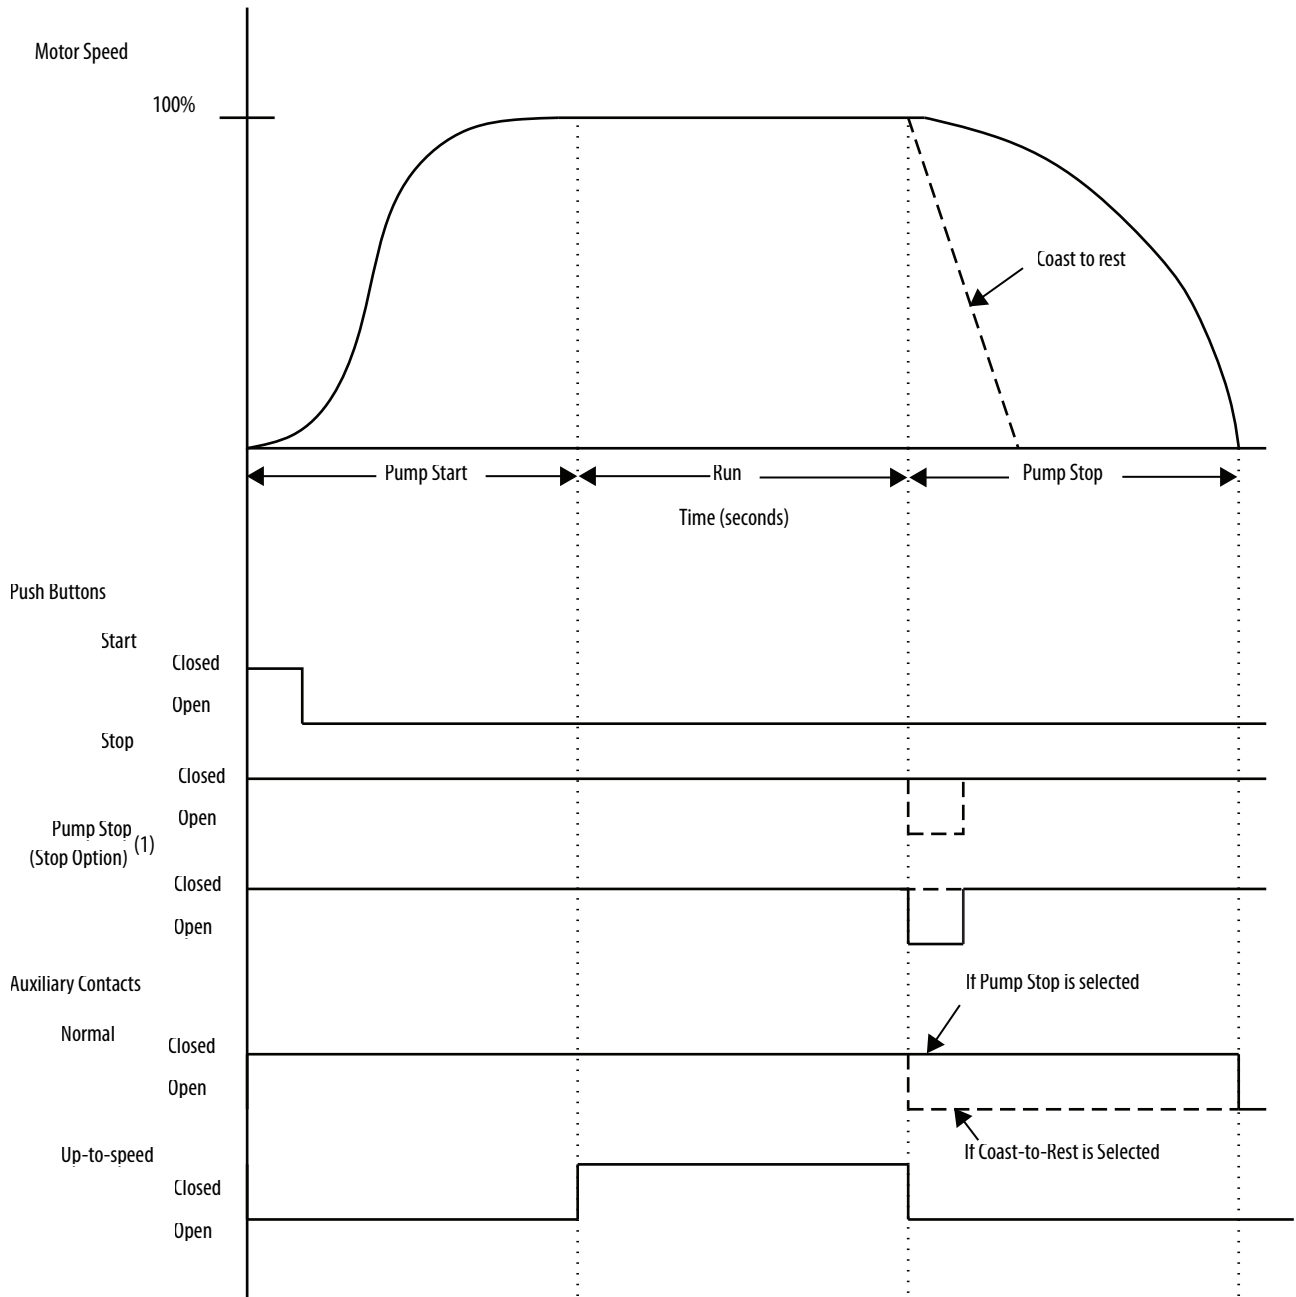 Motor Speed
100%
Coast to rest
Pump Start
Run
Pump Stop
Time (seconds)
Push Buttons
Start
Closed
Open
Stop
Closed
Open
Pump Stop
(Stop Option) (1)
Closed
Open
Auxiliary Contacts
If Pump Stop is selected
Normal
Closed
Open
If Coast-to-Rest is Selected
Up-to-speed
Closed
Open